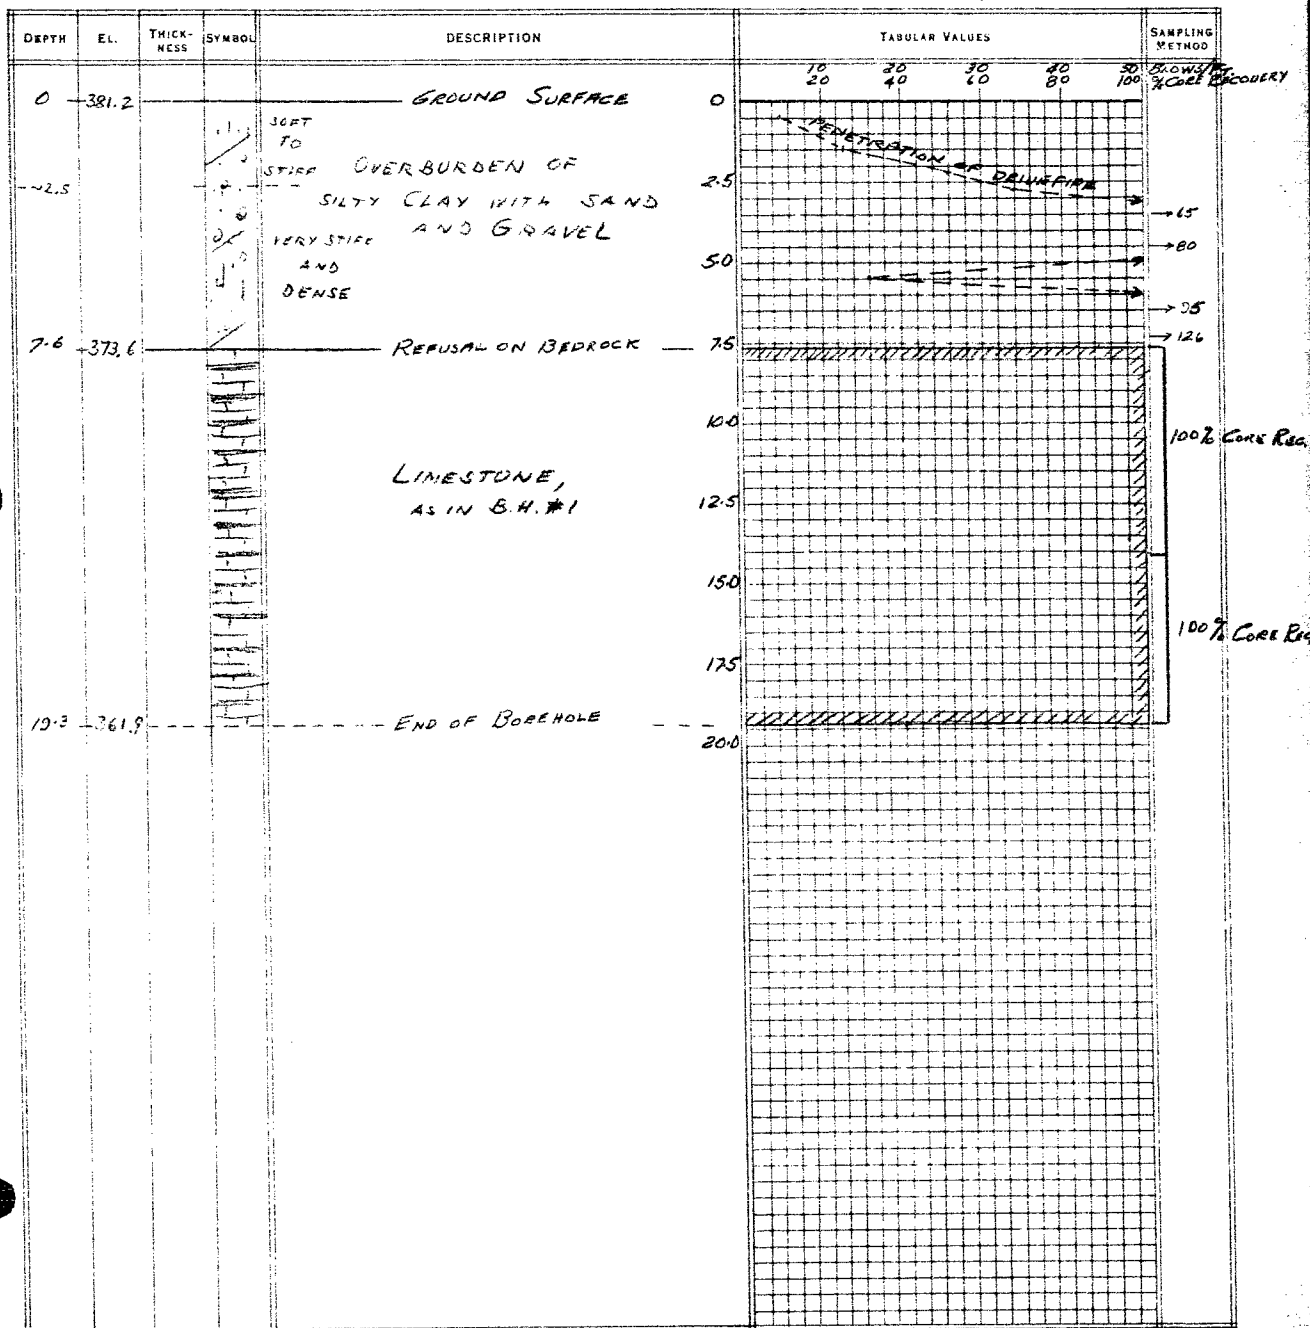 DEPTH EL. THICK-NESS SYMBOL DESCRIPTION TABULAR VALUES SAMPLING METHOD
10 20 30 40 50 BLOWS/FT
20 40 60 80 100 % CORE RECOVERY
0 381.2 GROUND SURFACE 0
SOFT
TO
STIFF
OVERBURDEN OF
SILTY CLAY WITH SAND
AND GRAVEL
PENETRATION OF
~2.5
2.5
65
80
VERY STIFF
AND
DENSE
5.0
95
126
7.6 373.6 REFUSAL ON BEDROCK 7.5
10.0
100% CORE REC.
LIMESTONE,
AS IN B.H. #1
12.5
15.0
100% CORE REC
17.5
19.3 361.9 END OF BOREHOLE
20.0